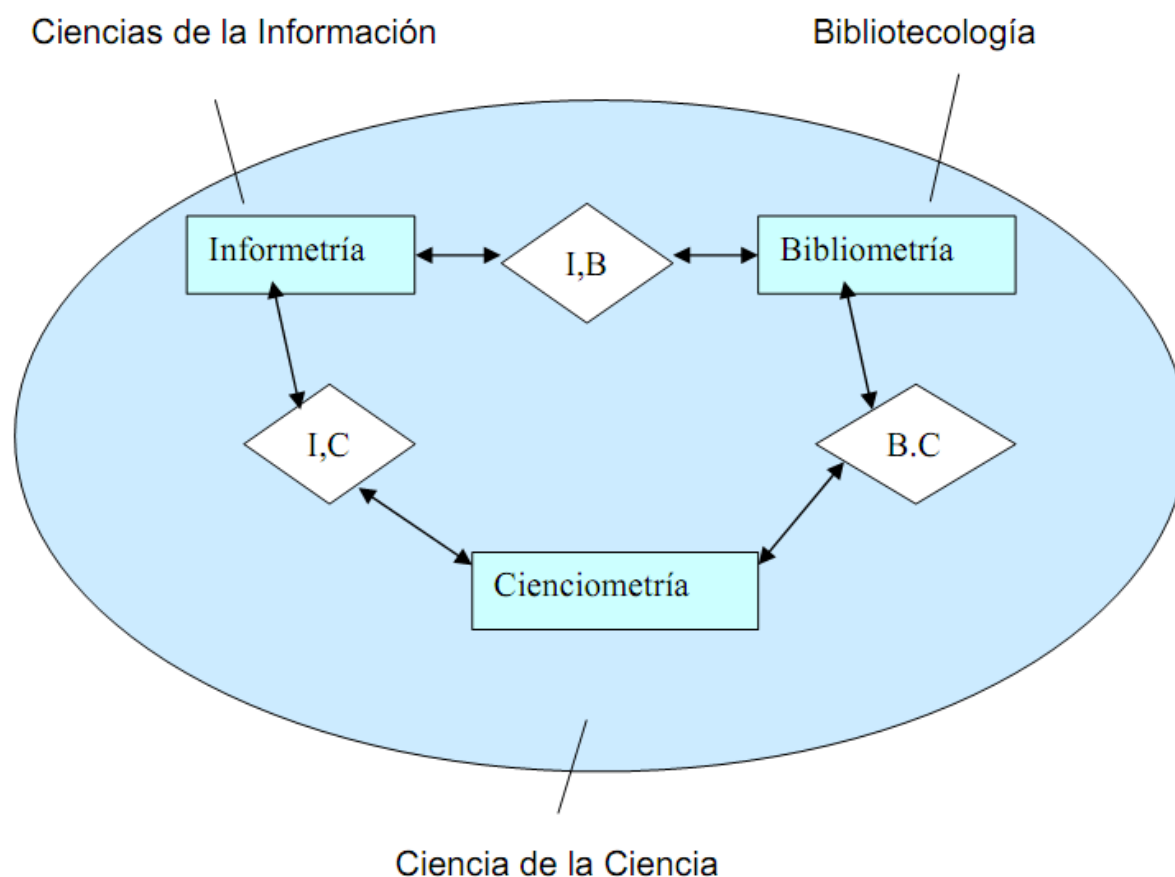 Ciencias de la Información
Bibliotecología
Informetría
I,B
Bibliometría
I,C
B.C
Cienciometría
Ciencia de la Ciencia